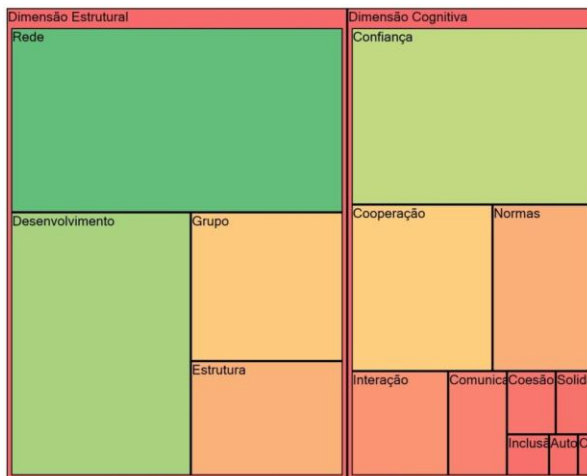 Dimensão Estrutural
Dimensão Cognitiva
Rede
Confiança
Desenvolvimento
Grupo
Cooperação
Normas
Estrutura
Interação
Comunica
Coesão
Solid
Inclusã
Auto
C